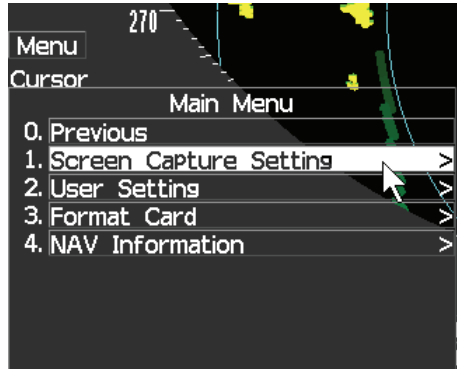 270
Menu
Cursor
Main Menu
0. Previous
1. Screen Capture Setting >
2. User Setting >
3. Format Card >
4. NAV Information >